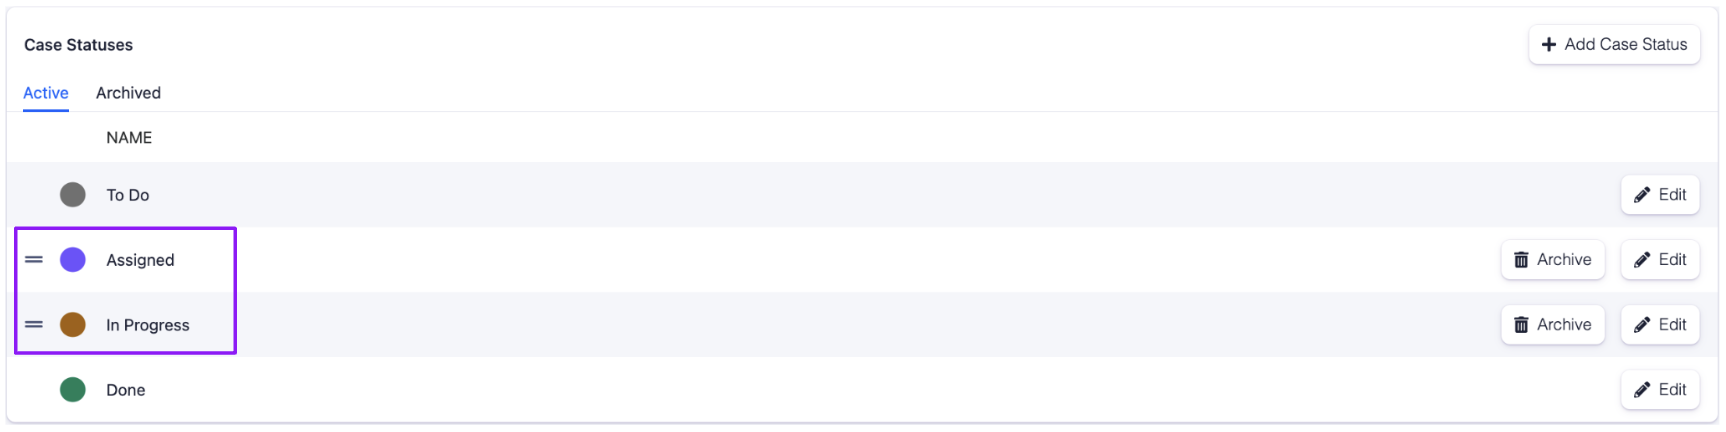 Case Statuses
Add Case Status
Active Archived
NAME
To Do Edit
Assigned Archive Edit
In Progress Archive Edit
Done Edit